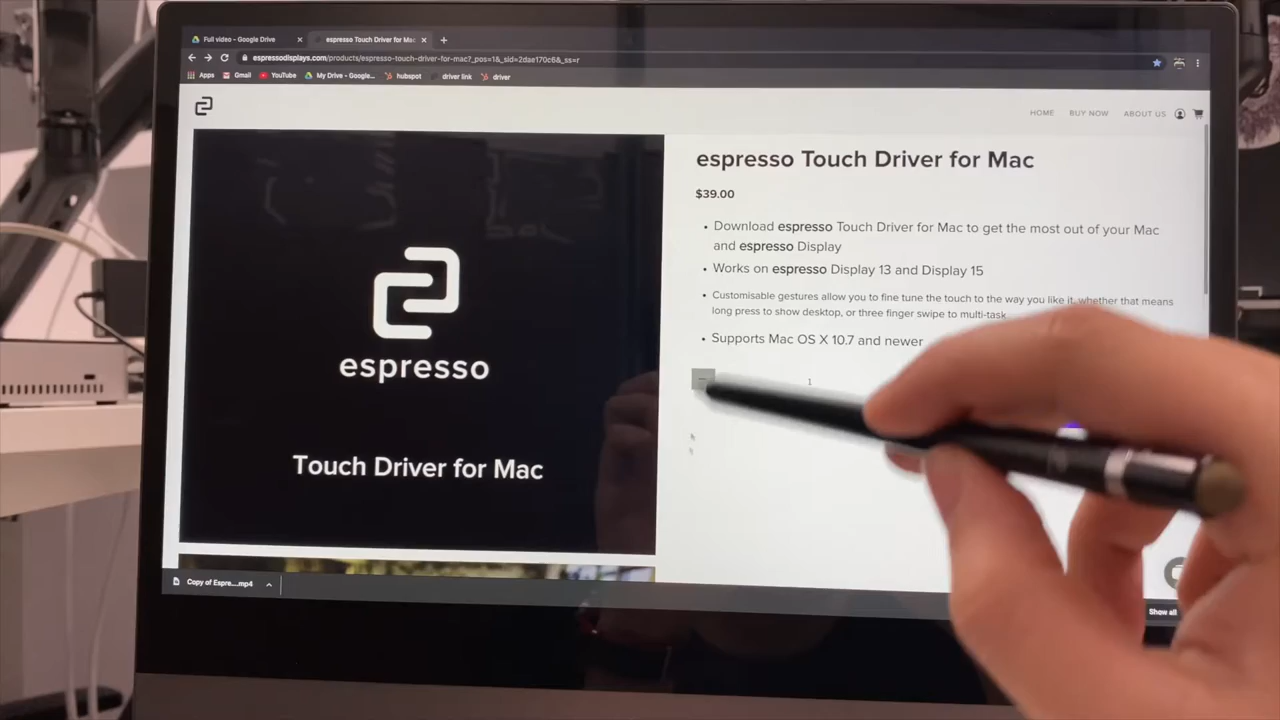 Full video - Google Drive
espresso Touch Driver for Mac
espressodisplays.com/products/espresso-touch-driver-for-mac?_pos=1&_sid=2dae170c6&_ss=r
Apps
Gmail
YouTube
My Drive - Google...
hubspot
driver link
driver
HOME
BUY NOW
ABOUT US
espresso
Touch Driver for Mac
espresso Touch Driver for Mac
$39.00
• Download espresso Touch Driver for Mac to get the most out of your Mac
and espresso Display
• Works on espresso Display 13 and Display 15
• Customisable gestures allow you to fine tune the touch to the way you like it, whether that means
long press to show desktop, or three finger swipe to multi-task
• Supports Mac OS X 10.7 and newer
1
Copy of Espre....mp4
Show all